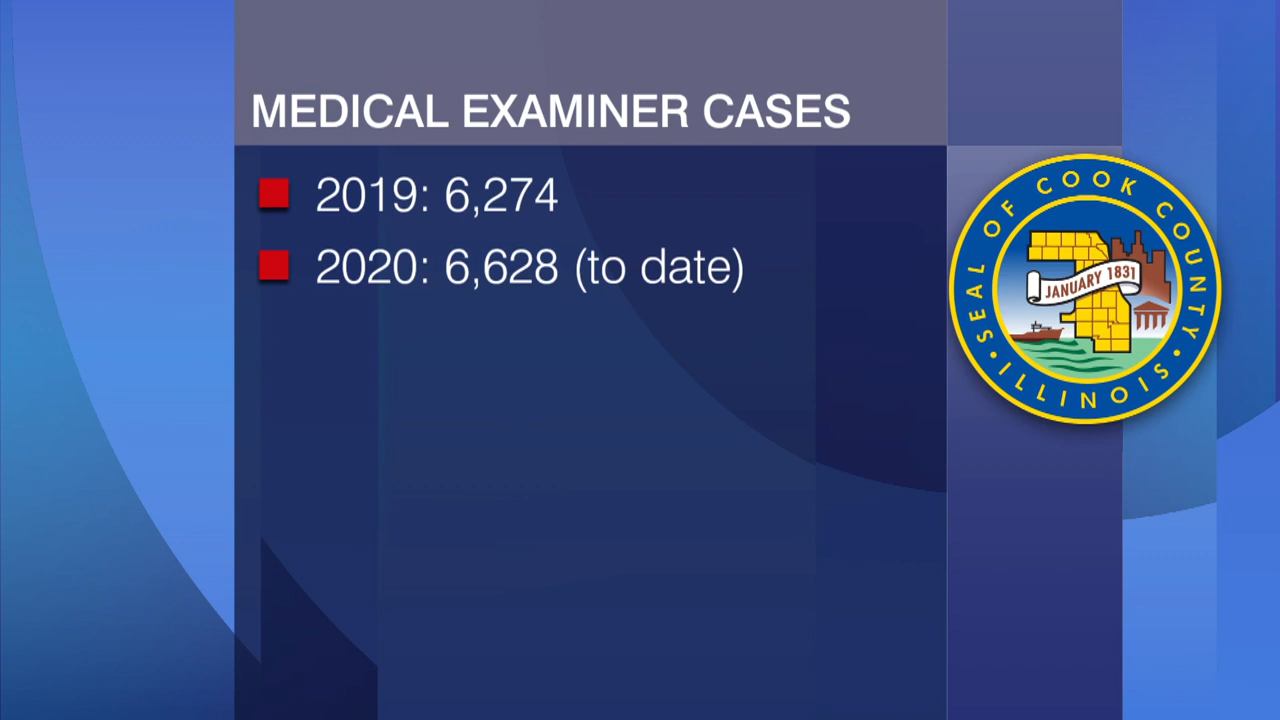 MEDICAL EXAMINER CASES
2019: 6,274
2020: 6,628 (to date)
SEAL OF COOK COUNTY
• ILLINOIS •
JANUARY 1831